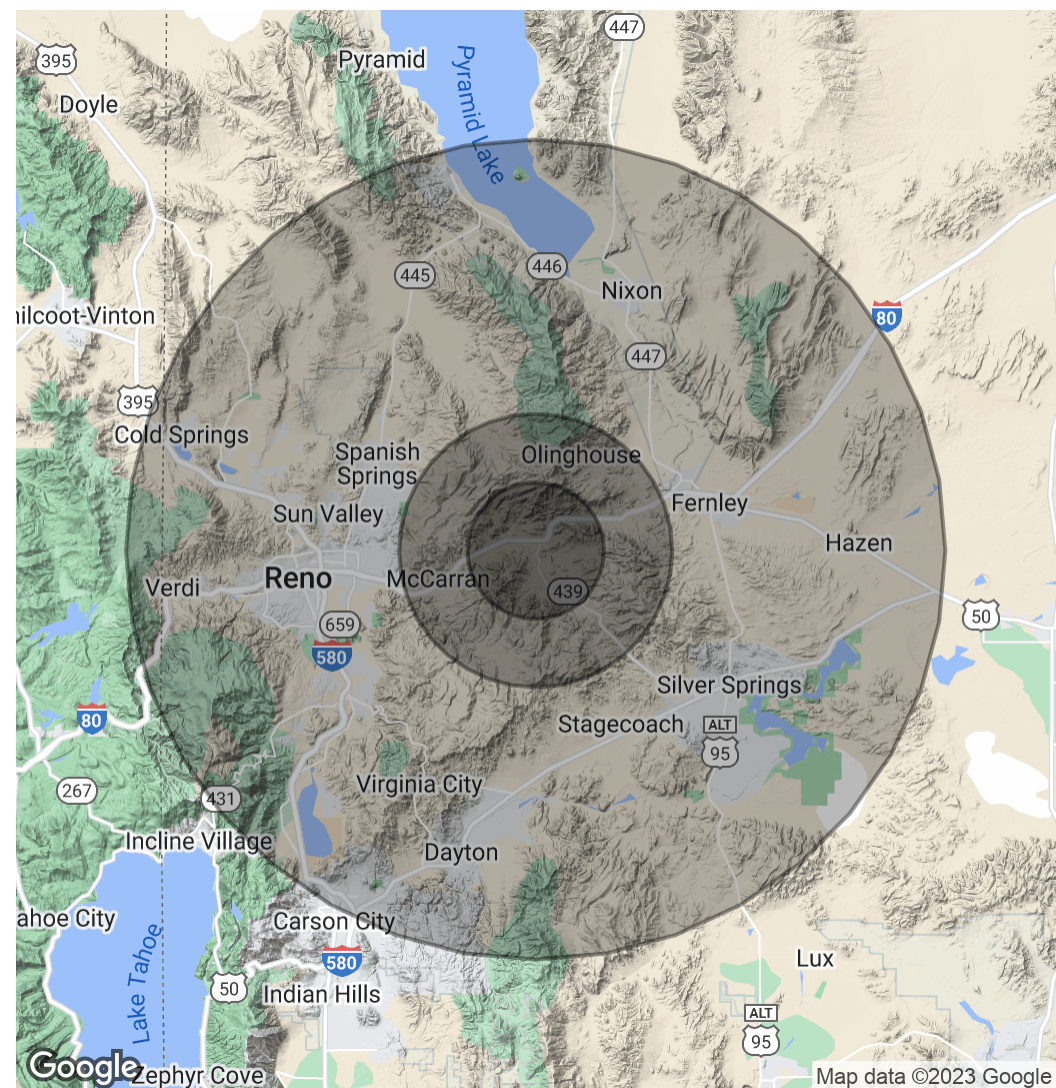 447
395
Pyramid
Doyle
Pyramid Lake
445
446
Nixon
hilcoot-Vinton
80
447
395
Cold Springs
Spanish
Springs
Olinghouse
Sun Valley
Fernley
Hazen
Reno
McCarran
Verdi
439
50
659
580
Silver Springs
80
Stagecoach
ALT
95
267
431
Virginia City
Incline Village
Dayton
ahoe City
Carson City
Lake Tahoe
580
Lux
50
Indian Hills
ALT
95
Google
Zephyr Cove
Map data ©2023 Google